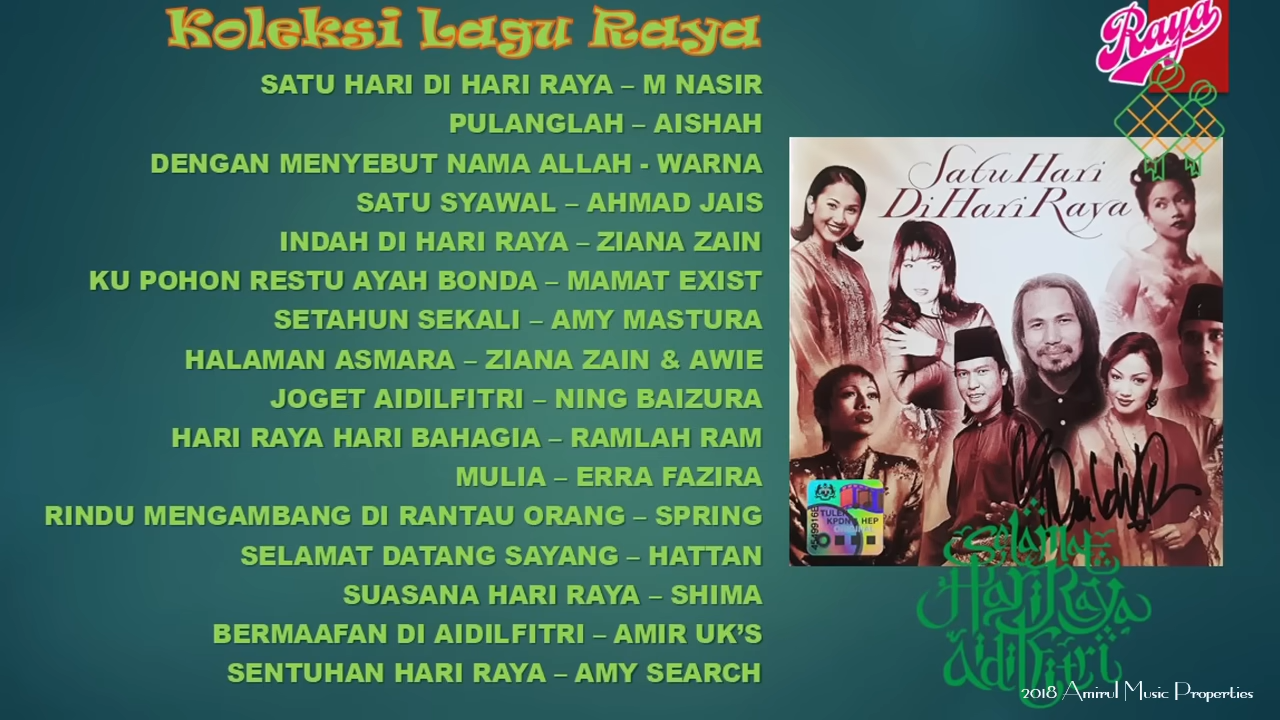 Koleksi Lagu Raya
SATU HARI DI HARI RAYA – M NASIR
PULANGLAH – AISHAH
DENGAN MENYEBUT NAMA ALLAH - WARNA
SATU SYAWAL – AHMAD JAIS
INDAH DI HARI RAYA – ZIANA ZAIN
KU POHON RESTU AYAH BONDA – MAMAT EXIST
SETAHUN SEKALI – AMY MASTURA
HALAMAN ASMARA – ZIANA ZAIN & AWIE
JOGET AIDILFITRI – NING BAIZURA
HARI RAYA HARI BAHAGIA – RAMLAH RAM
MULIA – ERRA FAZIRA
RINDU MENGAMBANG DI RANTAU ORANG – SPRING
SELAMAT DATANG SAYANG – HATTAN
SUASANA HARI RAYA – SHIMA
BERMAAFAN DI AIDILFITRI – AMIR UK’S
SENTUHAN HARI RAYA – AMY SEARCH
Raya
Satu Hari
Di Hari Raya
KPDN HEP
Selamat
Hari Raya
Aidilfitri
2018 Amirul Music Properties